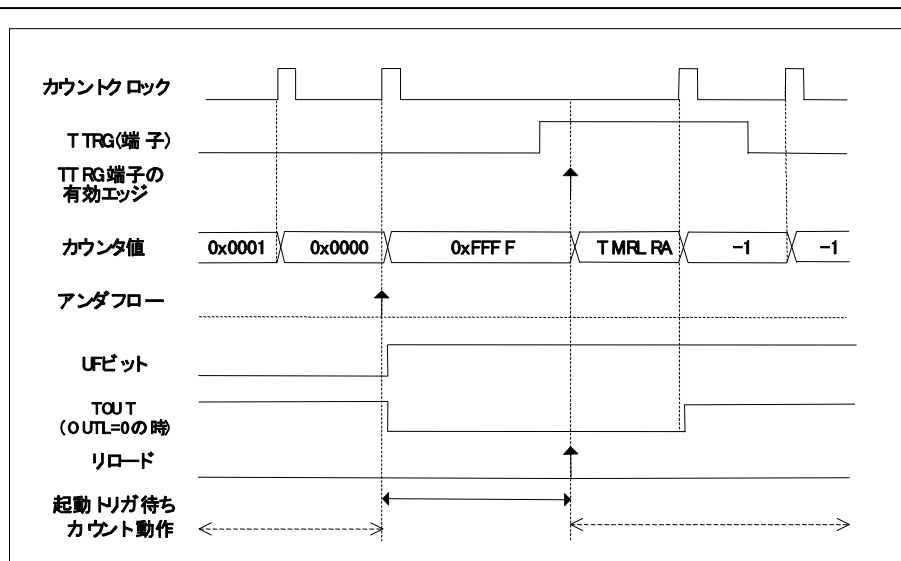 カウントクロック
TTRG(端子)
TTRG端子の
有効エッジ
カウンタ値
0x0001 0x0000 0xFFFF TMRLRA -1 -1
アンダフロー
UFビット
TOUT
(OUTL=0の時)
リロード
起動トリガ待ち
カウント動作